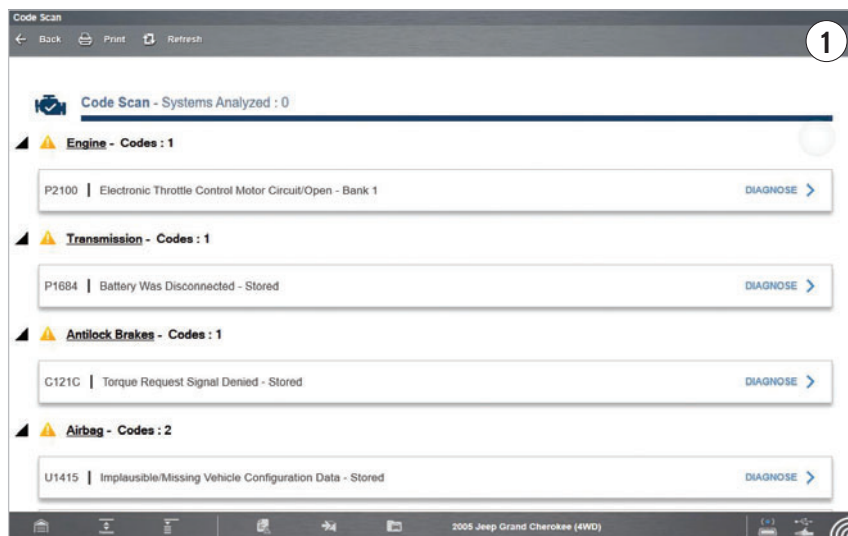 Code Scan
Back Print Refresh
1
Code Scan - Systems Analyzed : 0
Engine - Codes : 1
P2100 | Electronic Throttle Control Motor Circuit/Open - Bank 1 DIAGNOSE
Transmission - Codes : 1
P1684 | Battery Was Disconnected - Stored DIAGNOSE
Antilock Brakes - Codes : 1
C121C | Torque Request Signal Denied - Stored DIAGNOSE
Airbag - Codes : 2
U1415 | Implausible/Missing Vehicle Configuration Data - Stored DIAGNOSE
2005 Jeep Grand Cherokee (4WD)